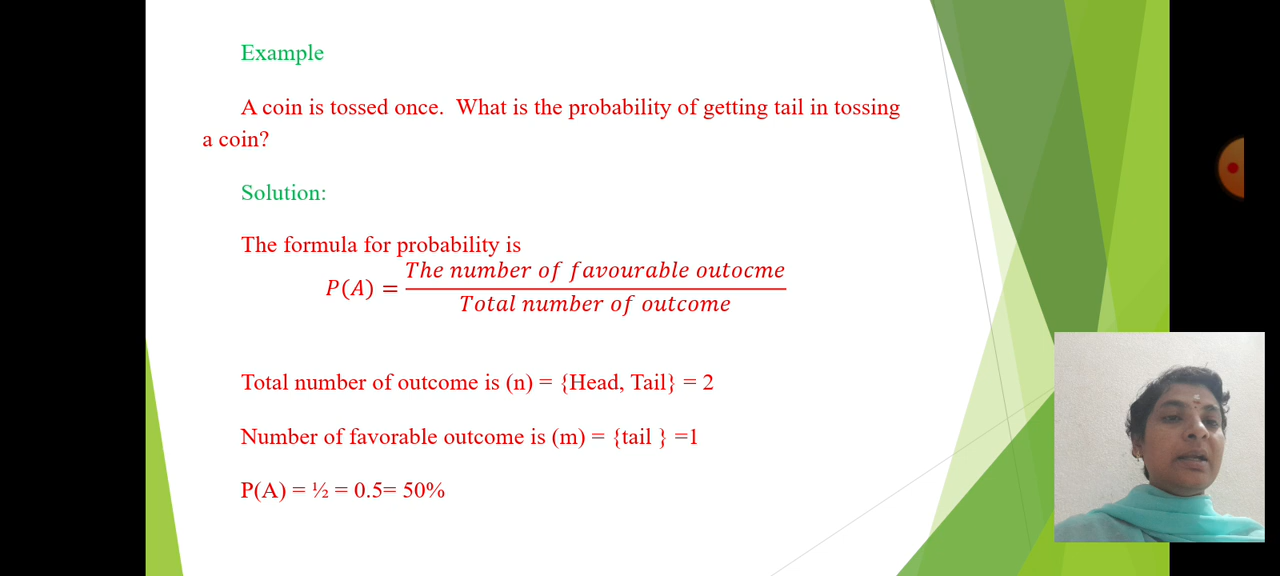 Example
A coin is tossed once.  What is the probability of getting tail in tossing
a coin?
Solution:
The formula for probability is
P(A) = The number of favourable outocme / Total number of outcome
Total number of outcome is (n) = {Head, Tail} = 2
Number of favorable outcome is (m) = {tail } =1
P(A) = ½ = 0.5= 50%